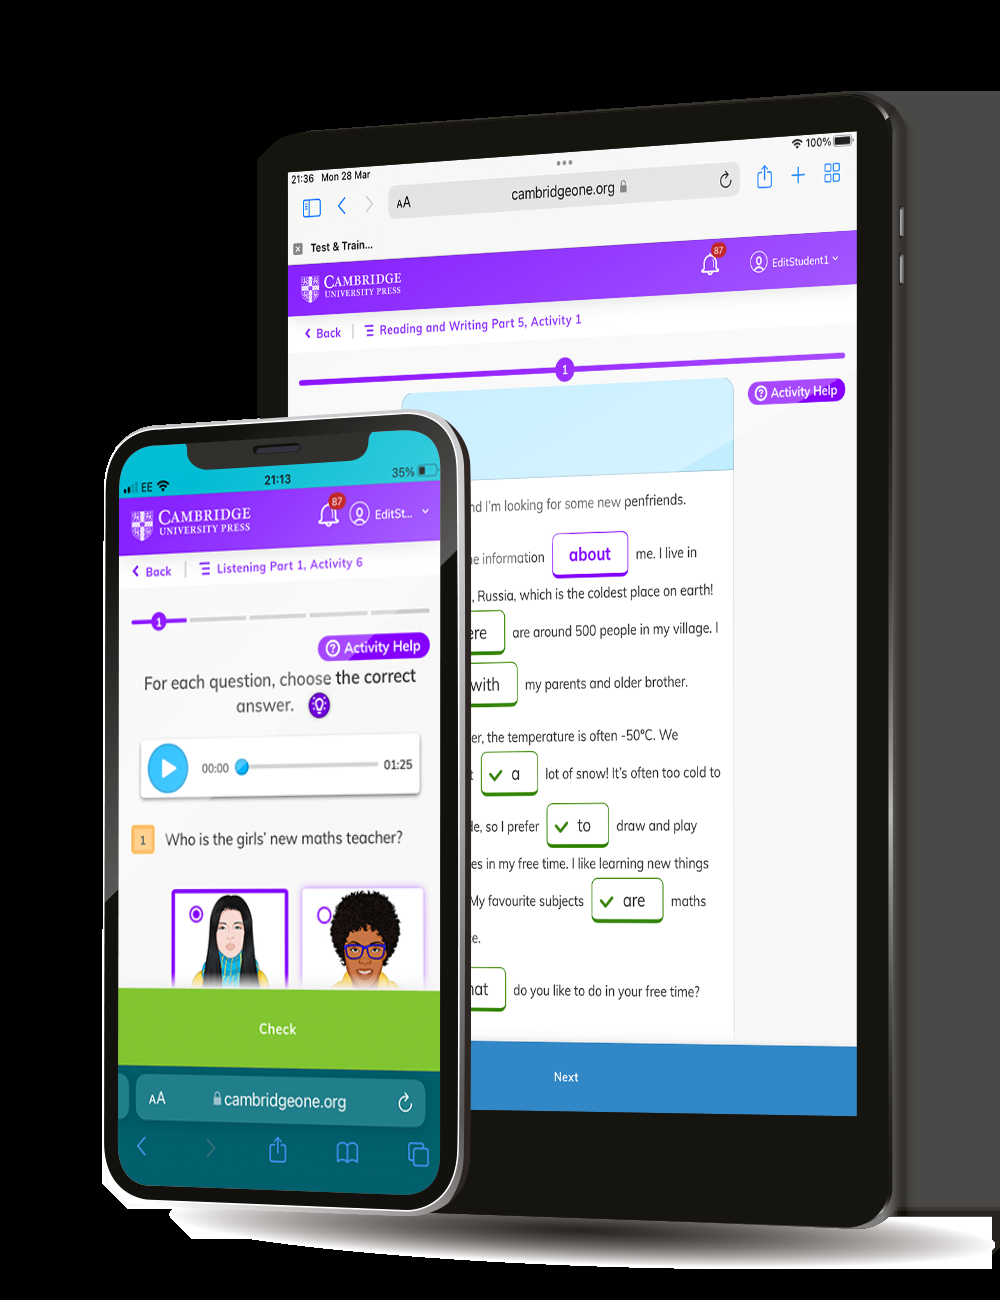 21:36 Mon 28 Mar
100%
AA cambridgeone.org
Test & Train...
CAMBRIDGE
UNIVERSITY PRESS
87
EditStudent1
Back
Reading and Writing Part 5, Activity 1
1
Activity Help
I'm looking for some new penfriends.
information about me. I live in
, Russia, which is the coldest place on earth!
are around 500 people in my village. I
with my parents and older brother.
, the temperature is often -50°C. We
a lot of snow! It's often too cold to
, so I prefer to draw and play
in my free time. I like learning new things
My favourite subjects are maths
do you like to do in your free time?
Next
EE
21:13
35%
CAMBRIDGE
UNIVERSITY PRESS
87
EditSt...
Back
Listening Part 1, Activity 6
1
Activity Help
For each question, choose the correct
answer.
00:00
01:25
1 Who is the girls' new maths teacher?
Check
AA cambridgeone.org